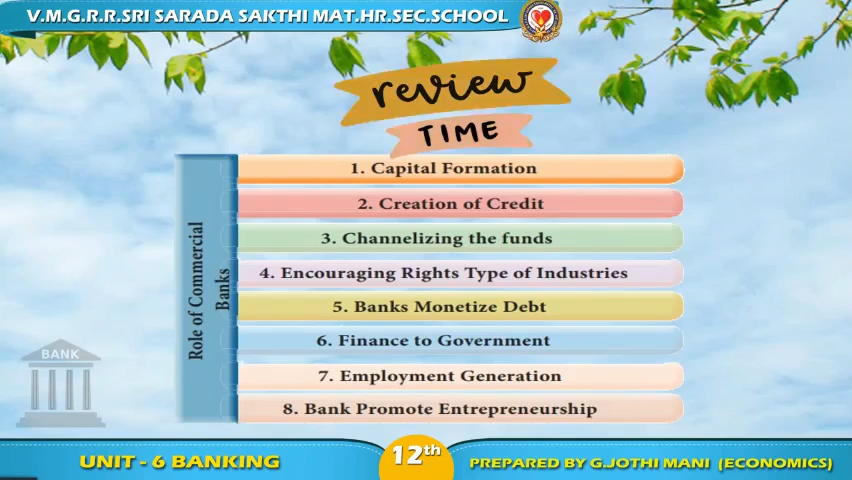 V.M.G.R.R.SRI SARADA SAKTHI MAT.HR.SEC.SCHOOL
review
TIME
Role of Commercial
Banks
1. Capital Formation
2. Creation of Credit
3. Channelizing the funds
4. Encouraging Rights Type of Industries
5. Banks Monetize Debt
6. Finance to Government
7. Employment Generation
8. Bank Promote Entrepreneurship
BANK
UNIT - 6 BANKING
12th
PREPARED BY G.JOTHI MANI (ECONOMICS)